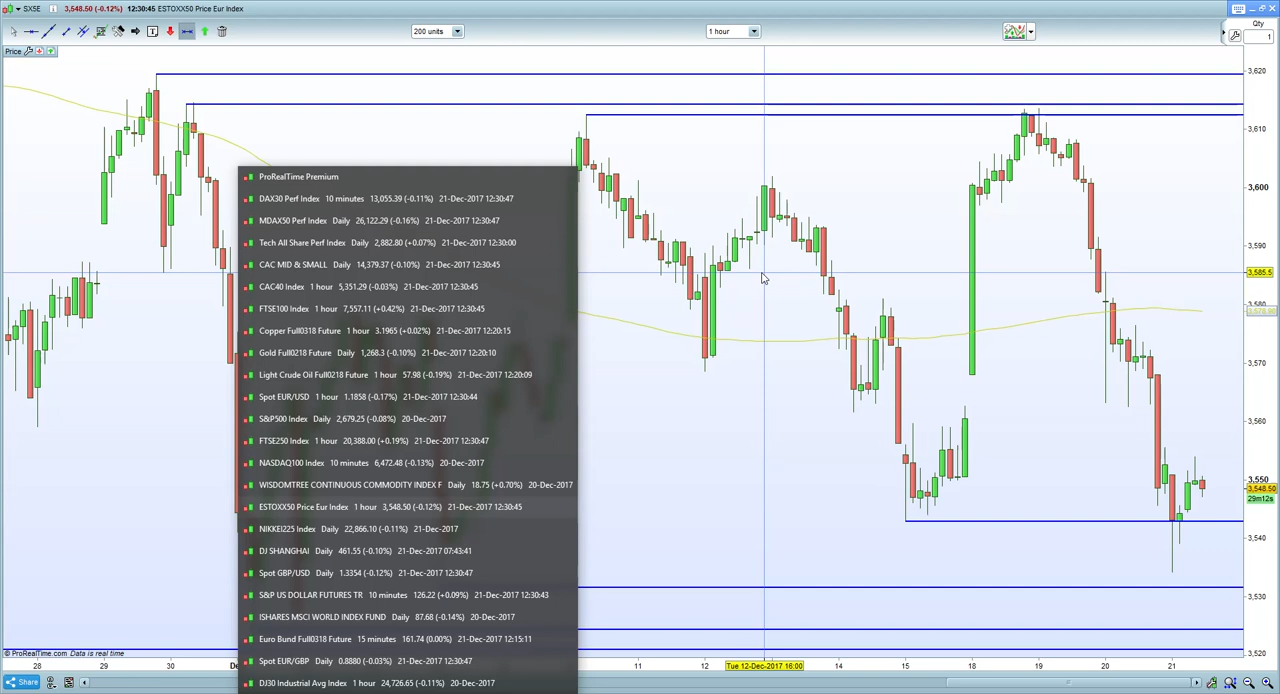 SX5E 3,548.50 (-0.12%) 12:30:45 ESTOXX50 Price Eur Index
200 units
1 hour
Qty
1
Price
3,620
3,610
3,600
3,590
3,585.5
3,580
3,570
3,560
3,550
3,548.50
29m12s
3,540
3,530
3,520
ProRealTime Premium
DAX30 Perf Index 10 minutes 13,055.39 (-0.11%) 21-Dec-2017 12:30:47
MDAX50 Perf Index Daily 26,122.29 (-0.16%) 21-Dec-2017 12:30:47
Tech All Share Perf Index Daily 2,882.80 (+0.07%) 21-Dec-2017 12:30:00
CAC MID & SMALL Daily 14,379.37 (-0.10%) 21-Dec-2017 12:30:45
CAC40 Index 1 hour 5,351.29 (-0.03%) 21-Dec-2017 12:30:45
FTSE100 Index 1 hour 7,557.11 (+0.42%) 21-Dec-2017 12:30:45
Copper Full0318 Future 1 hour 3.1965 (+0.02%) 21-Dec-2017 12:20:15
Gold Full0218 Future Daily 1,268.3 (-0.10%) 21-Dec-2017 12:20:10
Light Crude Oil Full0218 Future 1 hour 57.98 (-0.19%) 21-Dec-2017 12:20:09
Spot EUR/USD 1 hour 1.1858 (-0.17%) 21-Dec-2017 12:30:44
S&P500 Index Daily 2,679.25 (-0.08%) 20-Dec-2017
FTSE250 Index 1 hour 20,388.00 (+0.19%) 21-Dec-2017 12:30:47
NASDAQ100 Index 10 minutes 6,472.48 (-0.13%) 20-Dec-2017
WISDOMTREE CONTINUOUS COMMODITY INDEX F Daily 18.75 (+0.70%) 20-Dec-2017
ESTOXX50 Price Eur Index 1 hour 3,548.50 (-0.12%) 21-Dec-2017 12:30:45
NIKKEI225 Index Daily 22,866.10 (-0.11%) 21-Dec-2017
DJ SHANGHAI Daily 461.55 (-0.10%) 21-Dec-2017 07:43:41
Spot GBP/USD Daily 1.3354 (-0.12%) 21-Dec-2017 12:30:47
S&P US DOLLAR FUTURES TR 10 minutes 126.22 (+0.09%) 21-Dec-2017 12:30:43
ISHARES MSCI WORLD INDEX FUND Daily 87.68 (-0.14%) 20-Dec-2017
Euro Bund Full0318 Future 15 minutes 161.74 (0.00%) 21-Dec-2017 12:15:11
Spot EUR/GBP Daily 0.8880 (-0.03%) 21-Dec-2017 12:30:47
DJ30 Industrial Avg Index 1 hour 24,726.65 (-0.11%) 20-Dec-2017
© ProRealTime.com Data is real time
28 29 30 11 12 Tue 12-Dec-2017 16:00 14 15 18 19 20 21
Share